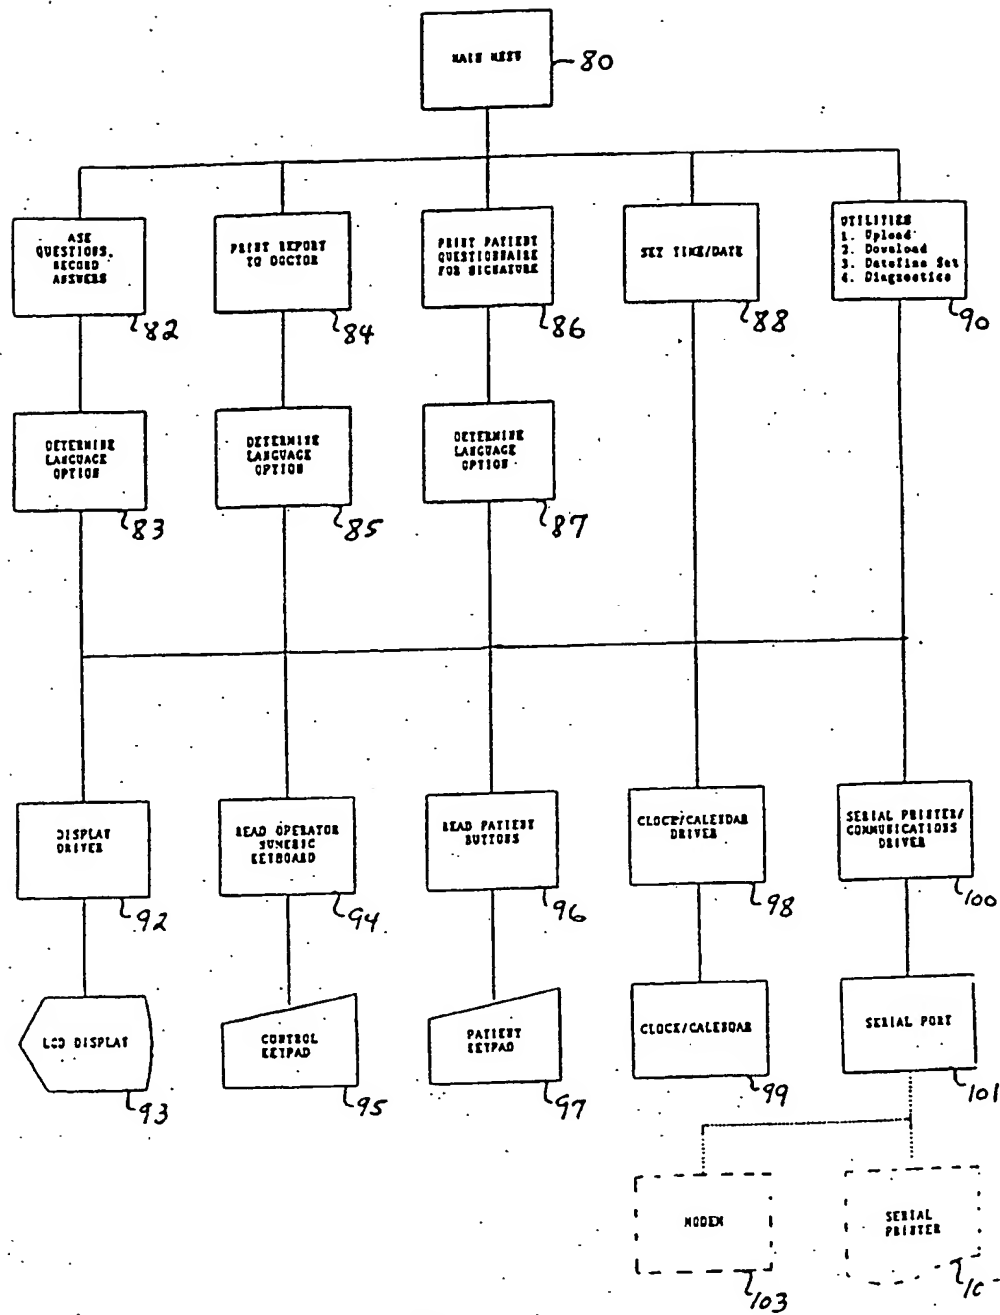 MAIN MENU
80
ASK
QUESTIONS,
RECORD
ANSWERS
82
PRINT REPORT
TO DOCTOR
84
PRINT PATIENT
QUESTIONNAIRE
FOR SIGNATURE
86
SET TIME/DATE
88
UTILITIES
1. Upload
2. Download
3. Datetime Set
4. Diagnostics
90
DETERMINE
LANGUAGE
OPTION
83
DETERMINE
LANGUAGE
OPTION
85
DETERMINE
LANGUAGE
OPTION
87
DISPLAY
DRIVER
92
READ OPERATOR
NUMERIC
KEYBOARD
94
READ PATIENT
BUTTONS
96
CLOCK/CALENDAR
DRIVER
98
SERIAL PRINTER/
COMMUNICATIONS
DRIVER
100
LCD DISPLAY
93
CONTROL
KEYPAD
95
PATIENT
KEYPAD
97
CLOCK/CALENDAR
99
SERIAL PORT
101
MODEM
103
SERIAL
PRINTER